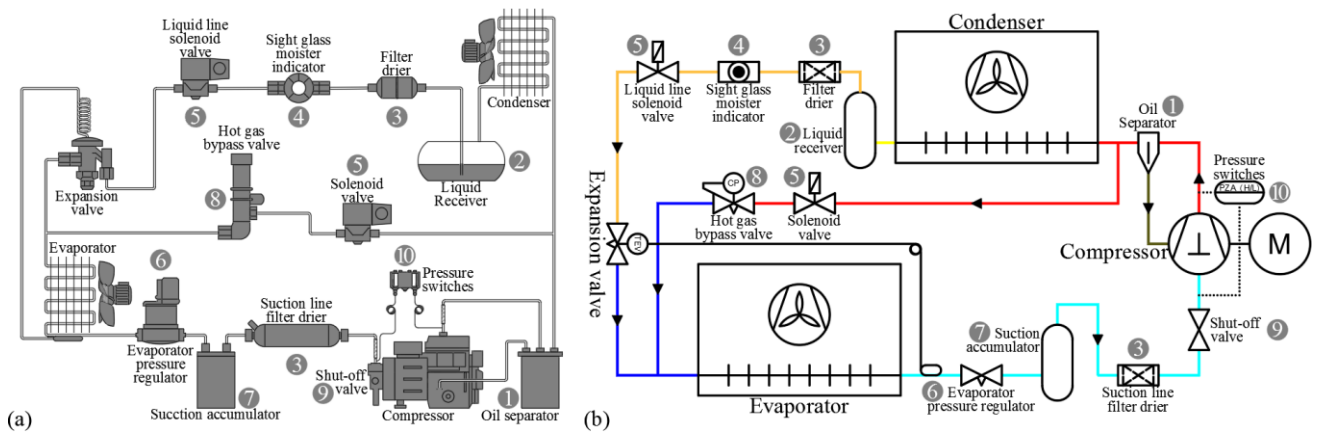 Liquid line
solenoid
valve
5
Sight glass
moister
indicator
4
Filter
drier
3
Condenser
Hot gas
bypass valve
8
Solenoid
valve
5
2
Liquid
Receiver
Expansion
valve
Evaporator
6
Evaporator
pressure
regulator
Suction line
filter drier
3
10
Pressure
switches
Shut-off
valve
9
7
Sucction accumulator
Compressor
1
Oil separator
(a)
5
Liquid line
solenoid
valve
4
Sight glass
moister
indicator
3
Filter
drier
2
Liquid
receiver
Condenser
Oil
Separator
1
Pressure
switches
PZA (H/L)
10
CP
8
Hot gas
bypass valve
5
Solenoid
valve
Expansion valve
TEV
Compressor
M
Evaporator
6
Evaporator
pressure regulator
7
Suction
accumulator
3
Suction line
filter drier
Shut-off
valve
9
(b)